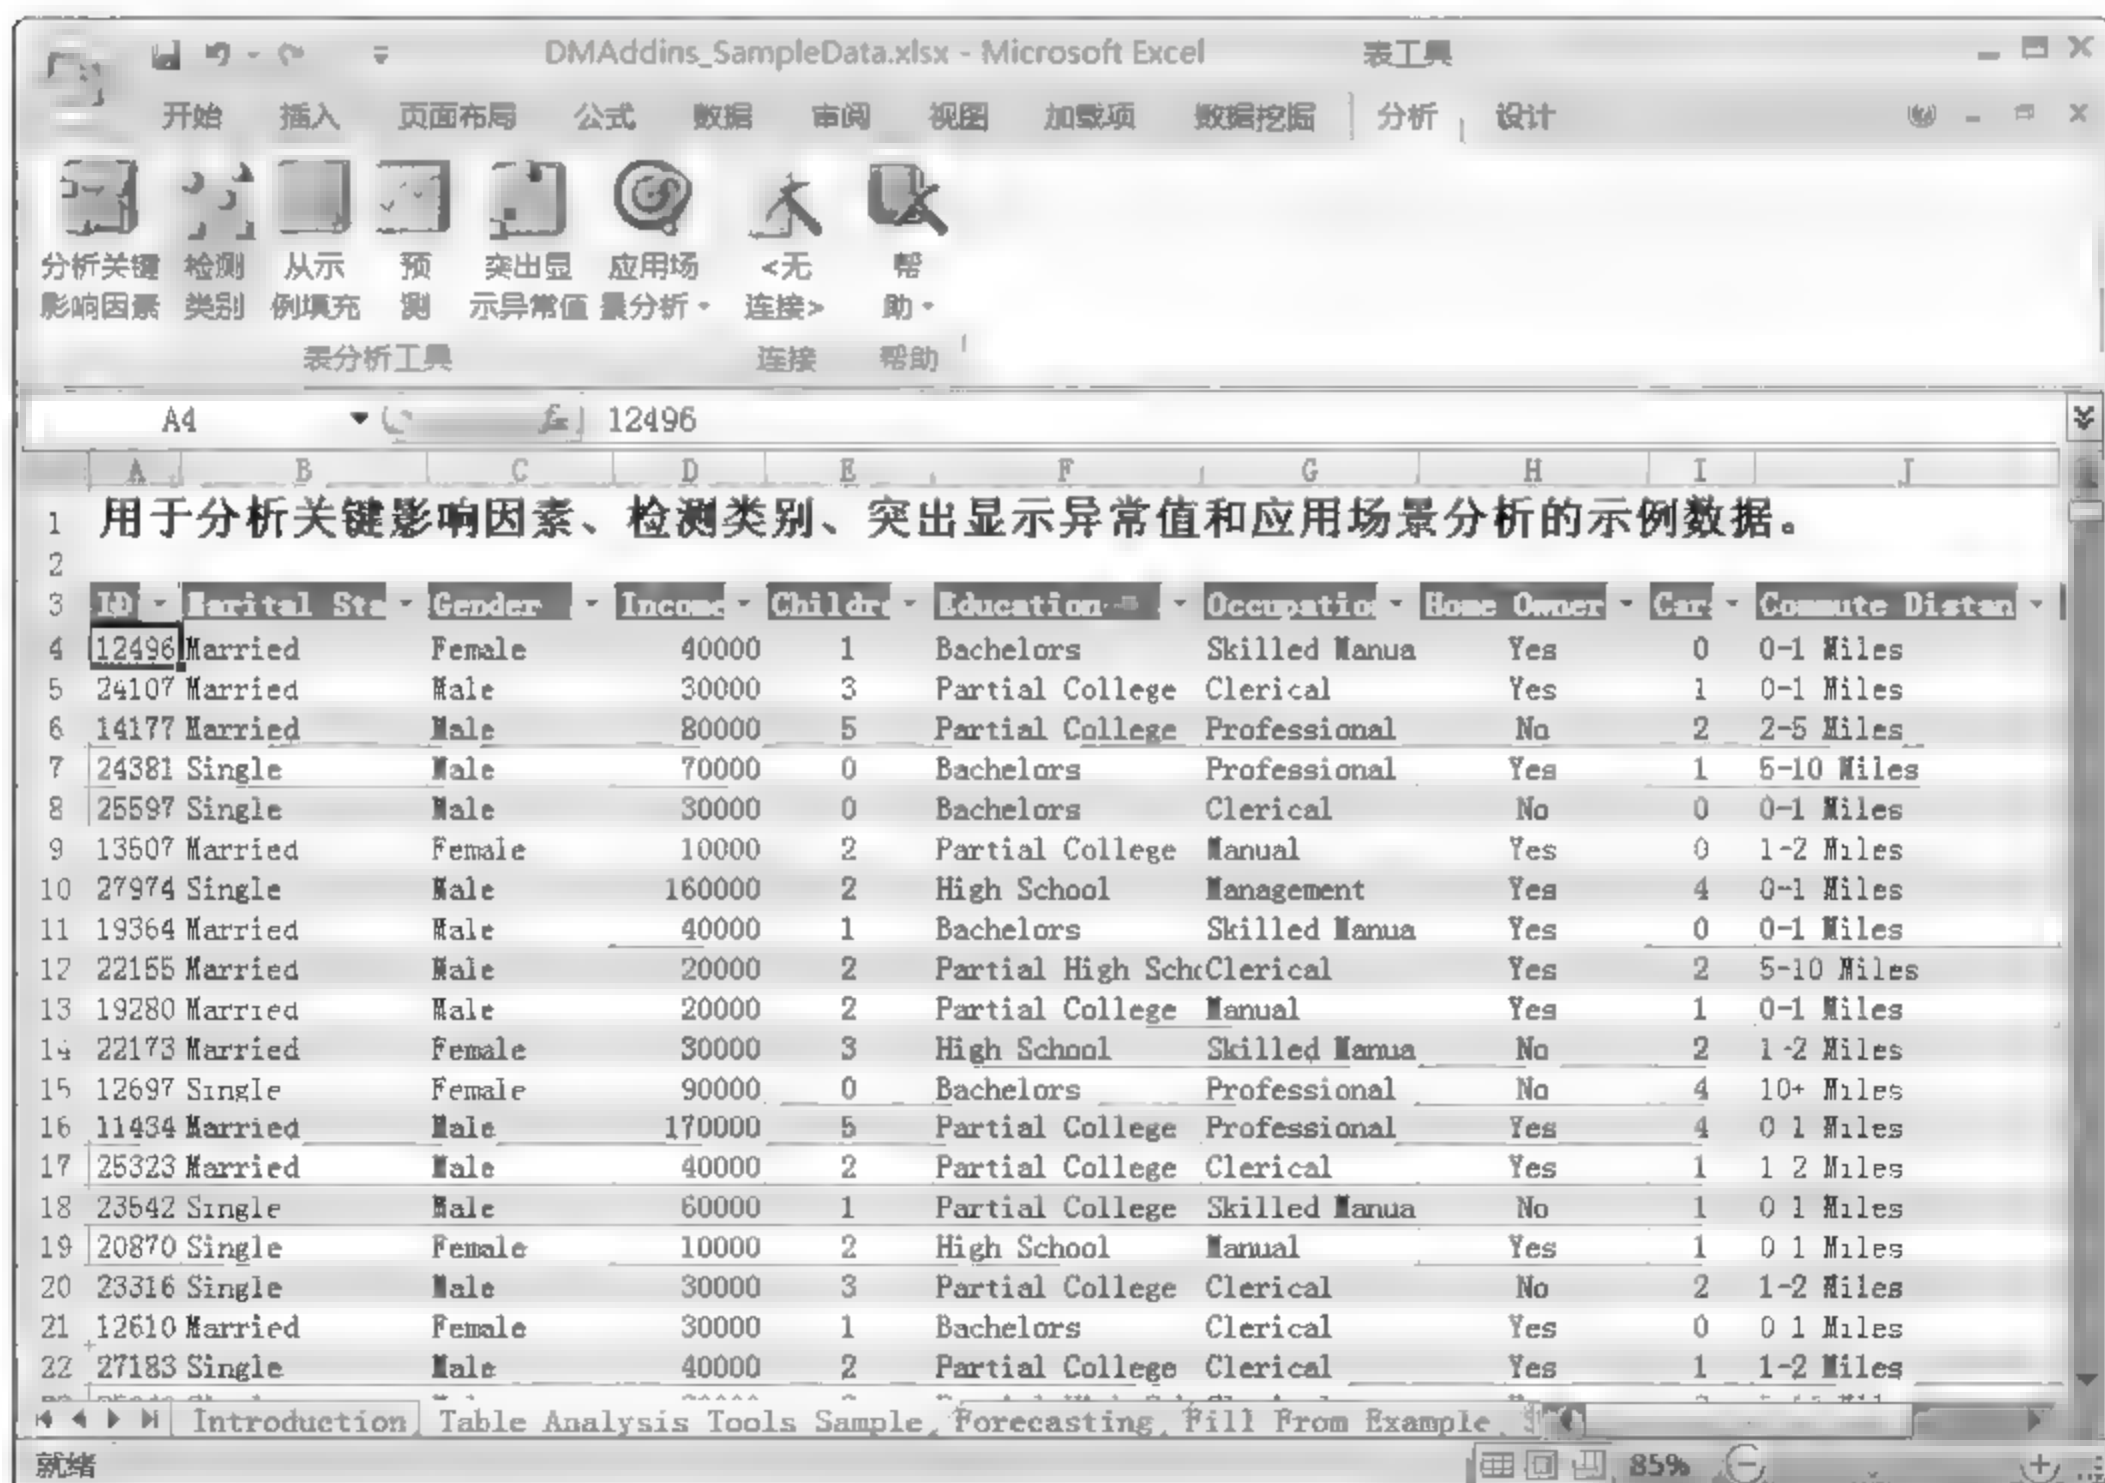 DMAddins_SampleData.xlsx - Microsoft Excel 表工具
开始 插入 页面布局 公式 数据 审阅 视图 加载项 数据挖掘 分析 设计
分析关键 检测 从示 预 突出显 应用场 <无 帮
影响因素 类别 例填充 测 示异常值 景分析 连接> 助
表分析工具 连接 帮助
A4 fx 12496
A B C D E F G H I J
1 用于分析关键影响因素、检测类别、突出显示异常值和应用场景分析的示例数据。
2
3 ID Marital Sta Gender Income Childre Education Occupatio Home Owner Cars Commute Distan
4 12496 Married Female 40000 1 Bachelors Skilled Manua Yes 0 0-1 Miles
5 24107 Married Male 30000 3 Partial College Clerical Yes 1 0-1 Miles
6 14177 Married Male 80000 5 Partial College Professional No 2 2-5 Miles
7 24381 Single Male 70000 0 Bachelors Professional Yes 1 5-10 Miles
8 25597 Single Male 30000 0 Bachelors Clerical No 0 0-1 Miles
9 13507 Married Female 10000 2 Partial College Manual Yes 0 1-2 Miles
10 27974 Single Male 160000 2 High School Management Yes 4 0-1 Miles
11 19364 Married Male 40000 1 Bachelors Skilled Manua Yes 0 0-1 Miles
12 22155 Married Male 20000 2 Partial High Scho Clerical Yes 2 5-10 Miles
13 19280 Married Male 20000 2 Partial College Manual Yes 1 0-1 Miles
14 22173 Married Female 30000 3 High School Skilled Manua No 2 1-2 Miles
15 12697 Single Female 90000 0 Bachelors Professional No 4 10+ Miles
16 11434 Married Male 170000 5 Partial College Professional Yes 4 0-1 Miles
17 25323 Married Male 40000 2 Partial College Clerical Yes 1 1-2 Miles
18 23542 Single Male 60000 1 Partial College Skilled Manua No 1 0-1 Miles
19 20870 Single Female 10000 2 High School Manual Yes 1 0-1 Miles
20 23316 Single Male 30000 3 Partial College Clerical No 2 1-2 Miles
21 12610 Married Female 30000 1 Bachelors Clerical Yes 0 0-1 Miles
22 27183 Single Male 40000 2 Partial College Clerical Yes 1 1-2 Miles
Introduction Table Analysis Tools Sample Forecasting Fill From Example
就绪 85%